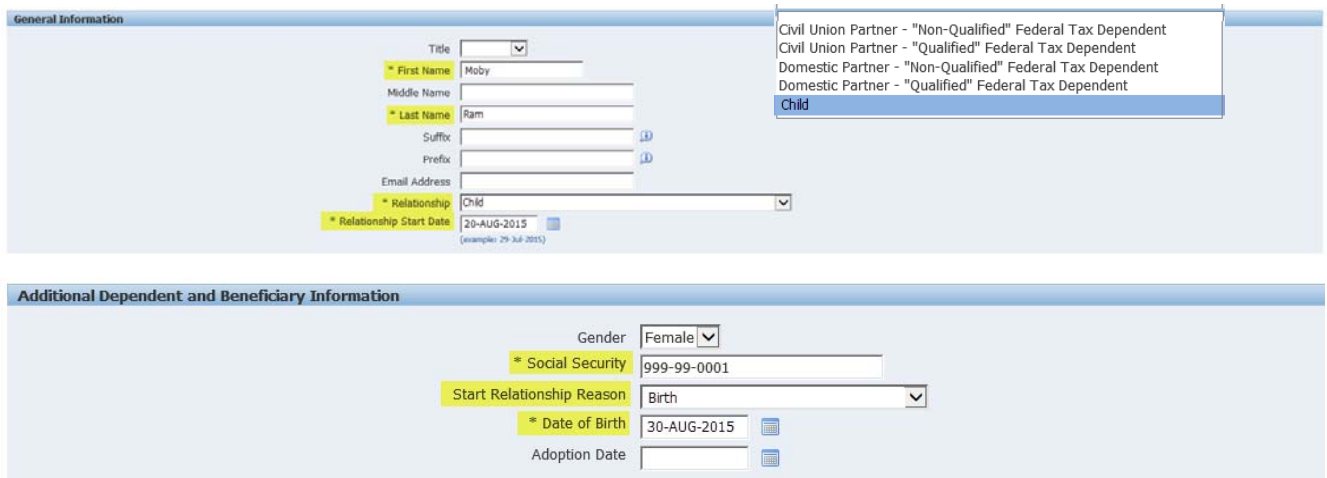 General Information
Title
* First Name Moby
Middle Name
* Last Name Ram
Suffix
Prefix
Email Address
* Relationship Child
* Relationship Start Date 20-AUG-2015
(example: 29-Jul-2015)
Civil Union Partner - "Non-Qualified" Federal Tax Dependent
Civil Union Partner - "Qualified" Federal Tax Dependent
Domestic Partner - "Non-Qualified" Federal Tax Dependent
Domestic Partner - "Qualified" Federal Tax Dependent
Child
Additional Dependent and Beneficiary Information
Gender Female
* Social Security 999-99-0001
Start Relationship Reason Birth
* Date of Birth 30-AUG-2015
Adoption Date